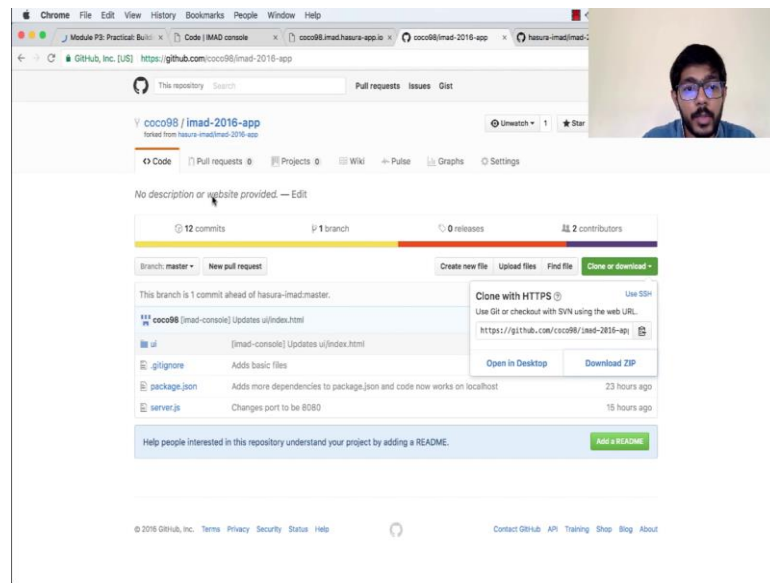 Chrome File Edit View History Bookmarks People Window Help
Module P3: Practical: Build x Code | IMAD console x coco98.imad.hasura-app.io x coco98/imad-2016-app x hasura-imad/imad-2
GitHub, Inc. [US] https://github.com/coco98/imad-2016-app
This repository Search Pull requests Issues Gist
coco98 / imad-2016-app Unwatch 1 Star
forked from hasura-imad/imad-2016-app
Code Pull requests 0 Projects 0 Wiki Pulse Graphs Settings
No description or website provided. — Edit
12 commits 1 branch 0 releases 2 contributors
Branch: master New pull request Create new file Upload files Find file Clone or download
This branch is 1 commit ahead of hasura-imad:master.
Clone with HTTPS Use SSH
Use Git or checkout with SVN using the web URL.
https://github.com/coco98/imad-2016-ap
Open in Desktop Download ZIP
coco98 [imad-console] Updates ui/index.html
ui [imad-console] Updates ui/index.html
.gitignore Adds basic files
package.json Adds more dependencies to package.json and code now works on localhost 23 hours ago
server.js Changes port to be 8080 15 hours ago
Help people interested in this repository understand your project by adding a README. Add a README
© 2016 GitHub, Inc. Terms Privacy Security Status Help Contact GitHub API Training Shop Blog About